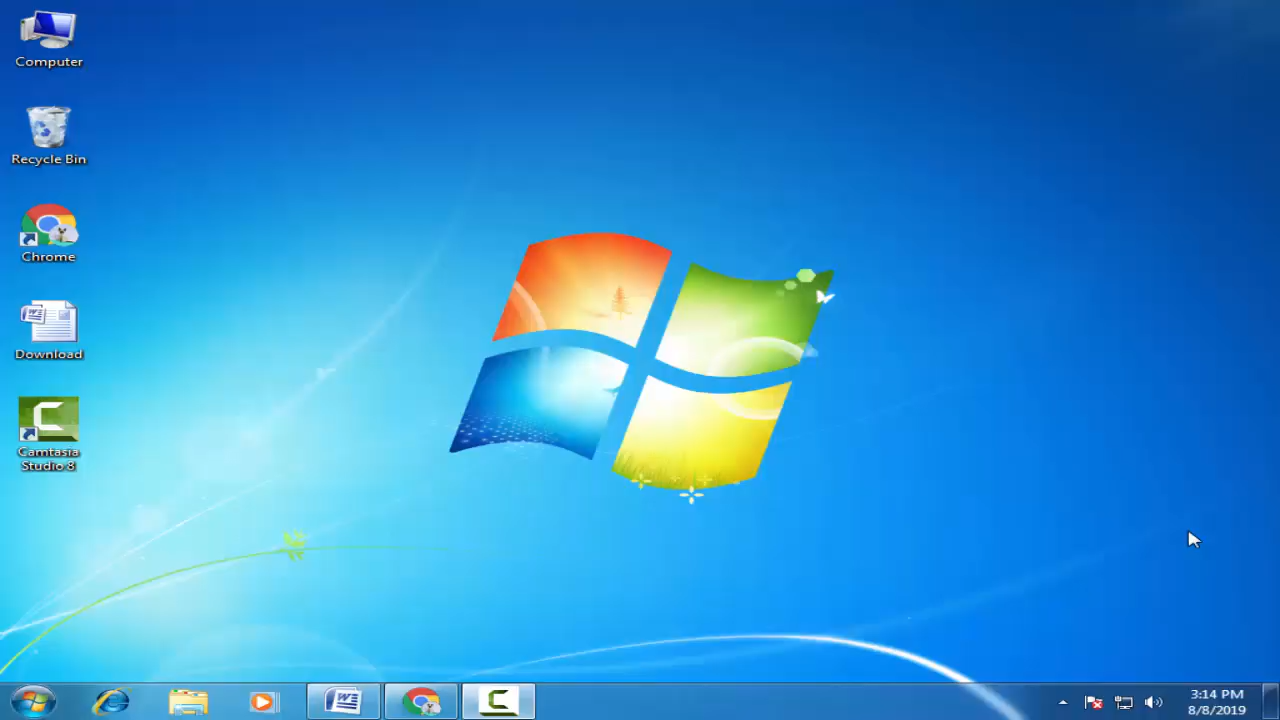 Computer
Recycle Bin
Chrome
Download
Camtasia
Studio 8
3:14 PM
8/8/2019